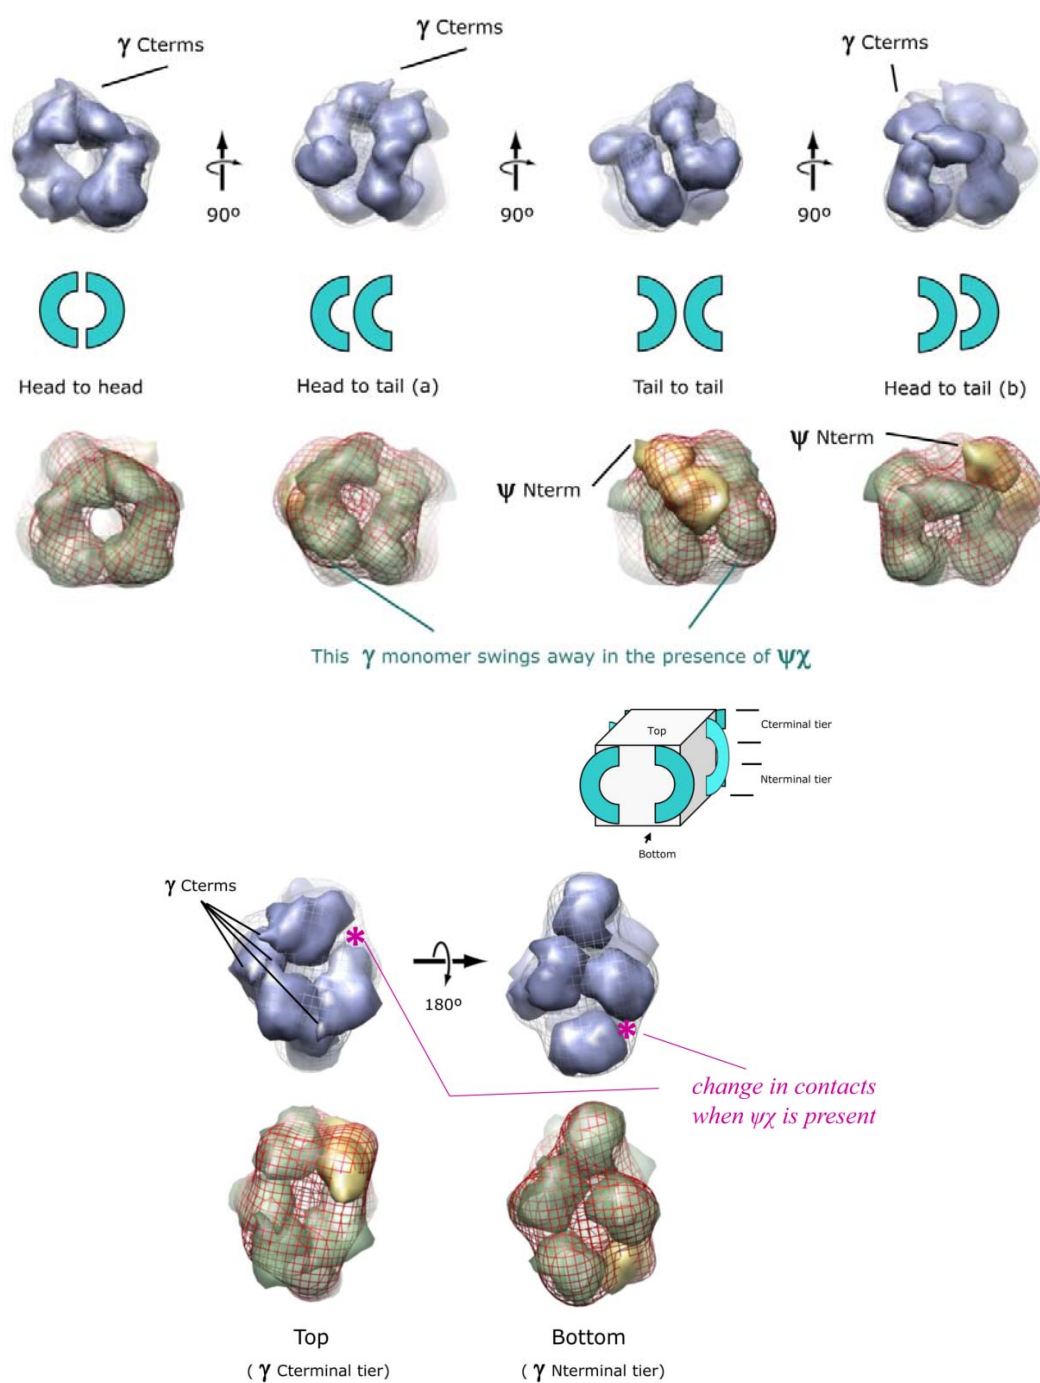 γ Cterms
γ Cterms
γ Cterms
90º
90º
90º
Head to head
Head to tail (a)
Tail to tail
Head to tail (b)
ψ Nterm
ψ Nterm
This γ monomer swings away in the presence of ψχ
Top
Cterminal tier
Nterminal tier
Bottom
γ Cterms
*
*
180º
change in contacts
when ψχ is present
Top
Bottom
( γ Cterminal tier)
( γ Nterminal tier)